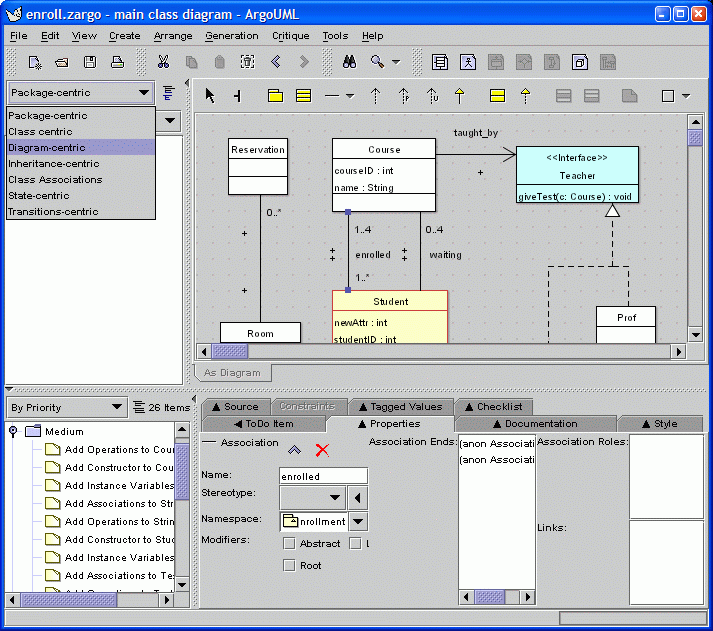 enroll.zargo - main class diagram - ArgoUML
File Edit View Create Arrange Generation Critique Tools Help
Package-centric
Package-centric
Class centric
Diagram-centric
Inheritance-centric
Class Associations
State-centric
Transitions-centric
taught_by
Reservation
Course
courseID : int
name : String
<<Interface>>
Teacher
giveTest(c: Course) : void
+
0..*
1..4
0..4
+
+
+
enrolled
+
+
waiting
1..*
+
Student
newAttr : int
studentID : int
Prof
Room
As Diagram
By Priority
26 Items
Medium
Add Operations to Cou
Add Constructor to Cou
Add Instance Variables
Add Associations to Str
Add Operations to Strin
Add Constructor to Stud
Add Instance Variables
Add Associations to Te
Source Constraints Tagged Values Checklist
ToDo Item Properties Documentation Style
Association
Association Ends:
(anon Associati
(anon Associati
Association Roles:
Name:
enrolled
Stereotype:
Namespace:
nrollment
Modifiers:
Abstract
Root
Links: